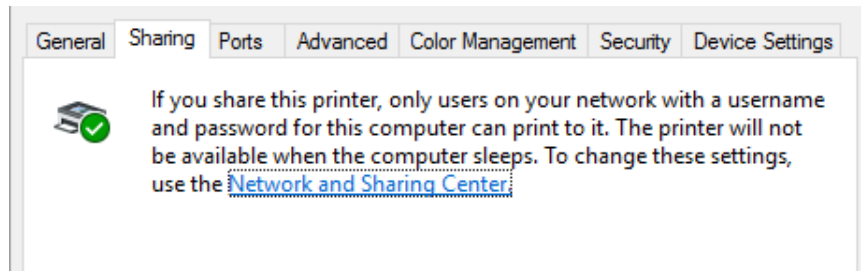 General Sharing Ports Advanced Color Management Security Device Settings
If you share this printer, only users on your network with a username
and password for this computer can print to it. The printer will not
be available when the computer sleeps. To change these settings,
use the Network and Sharing Center.